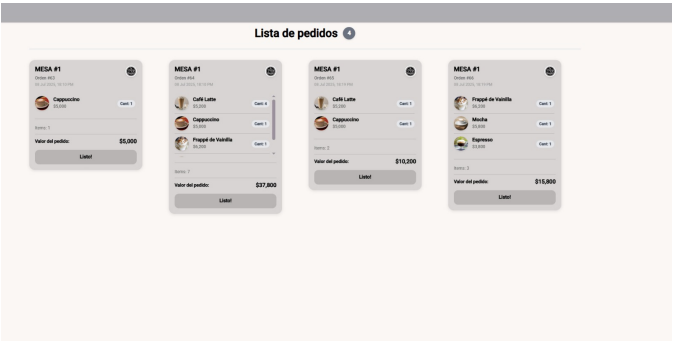 Lista de pedidos 4
MESA #1
Orden #63
Cappuccino
$5,000
Cant: 1
Items: 1
Valor del pedido: $5,000
Listo!
MESA #1
Orden #64
Café Latte
$5,200
Cant: 4
Cappuccino
$5,000
Cant: 1
Frappé de Vainilla
$6,200
Cant: 1
Items: 7
Valor del pedido: $37,800
Listo!
MESA #1
Orden #65
Café Latte
$5,200
Cant: 1
Cappuccino
$5,000
Cant: 1
Items: 2
Valor del pedido: $10,200
Listo!
MESA #1
Orden #66
Frappé de Vainilla
$6,200
Cant: 1
Mocha
Cant: 1
Espresso
Cant: 1
Items: 3
Valor del pedido: $15,800
Listo!